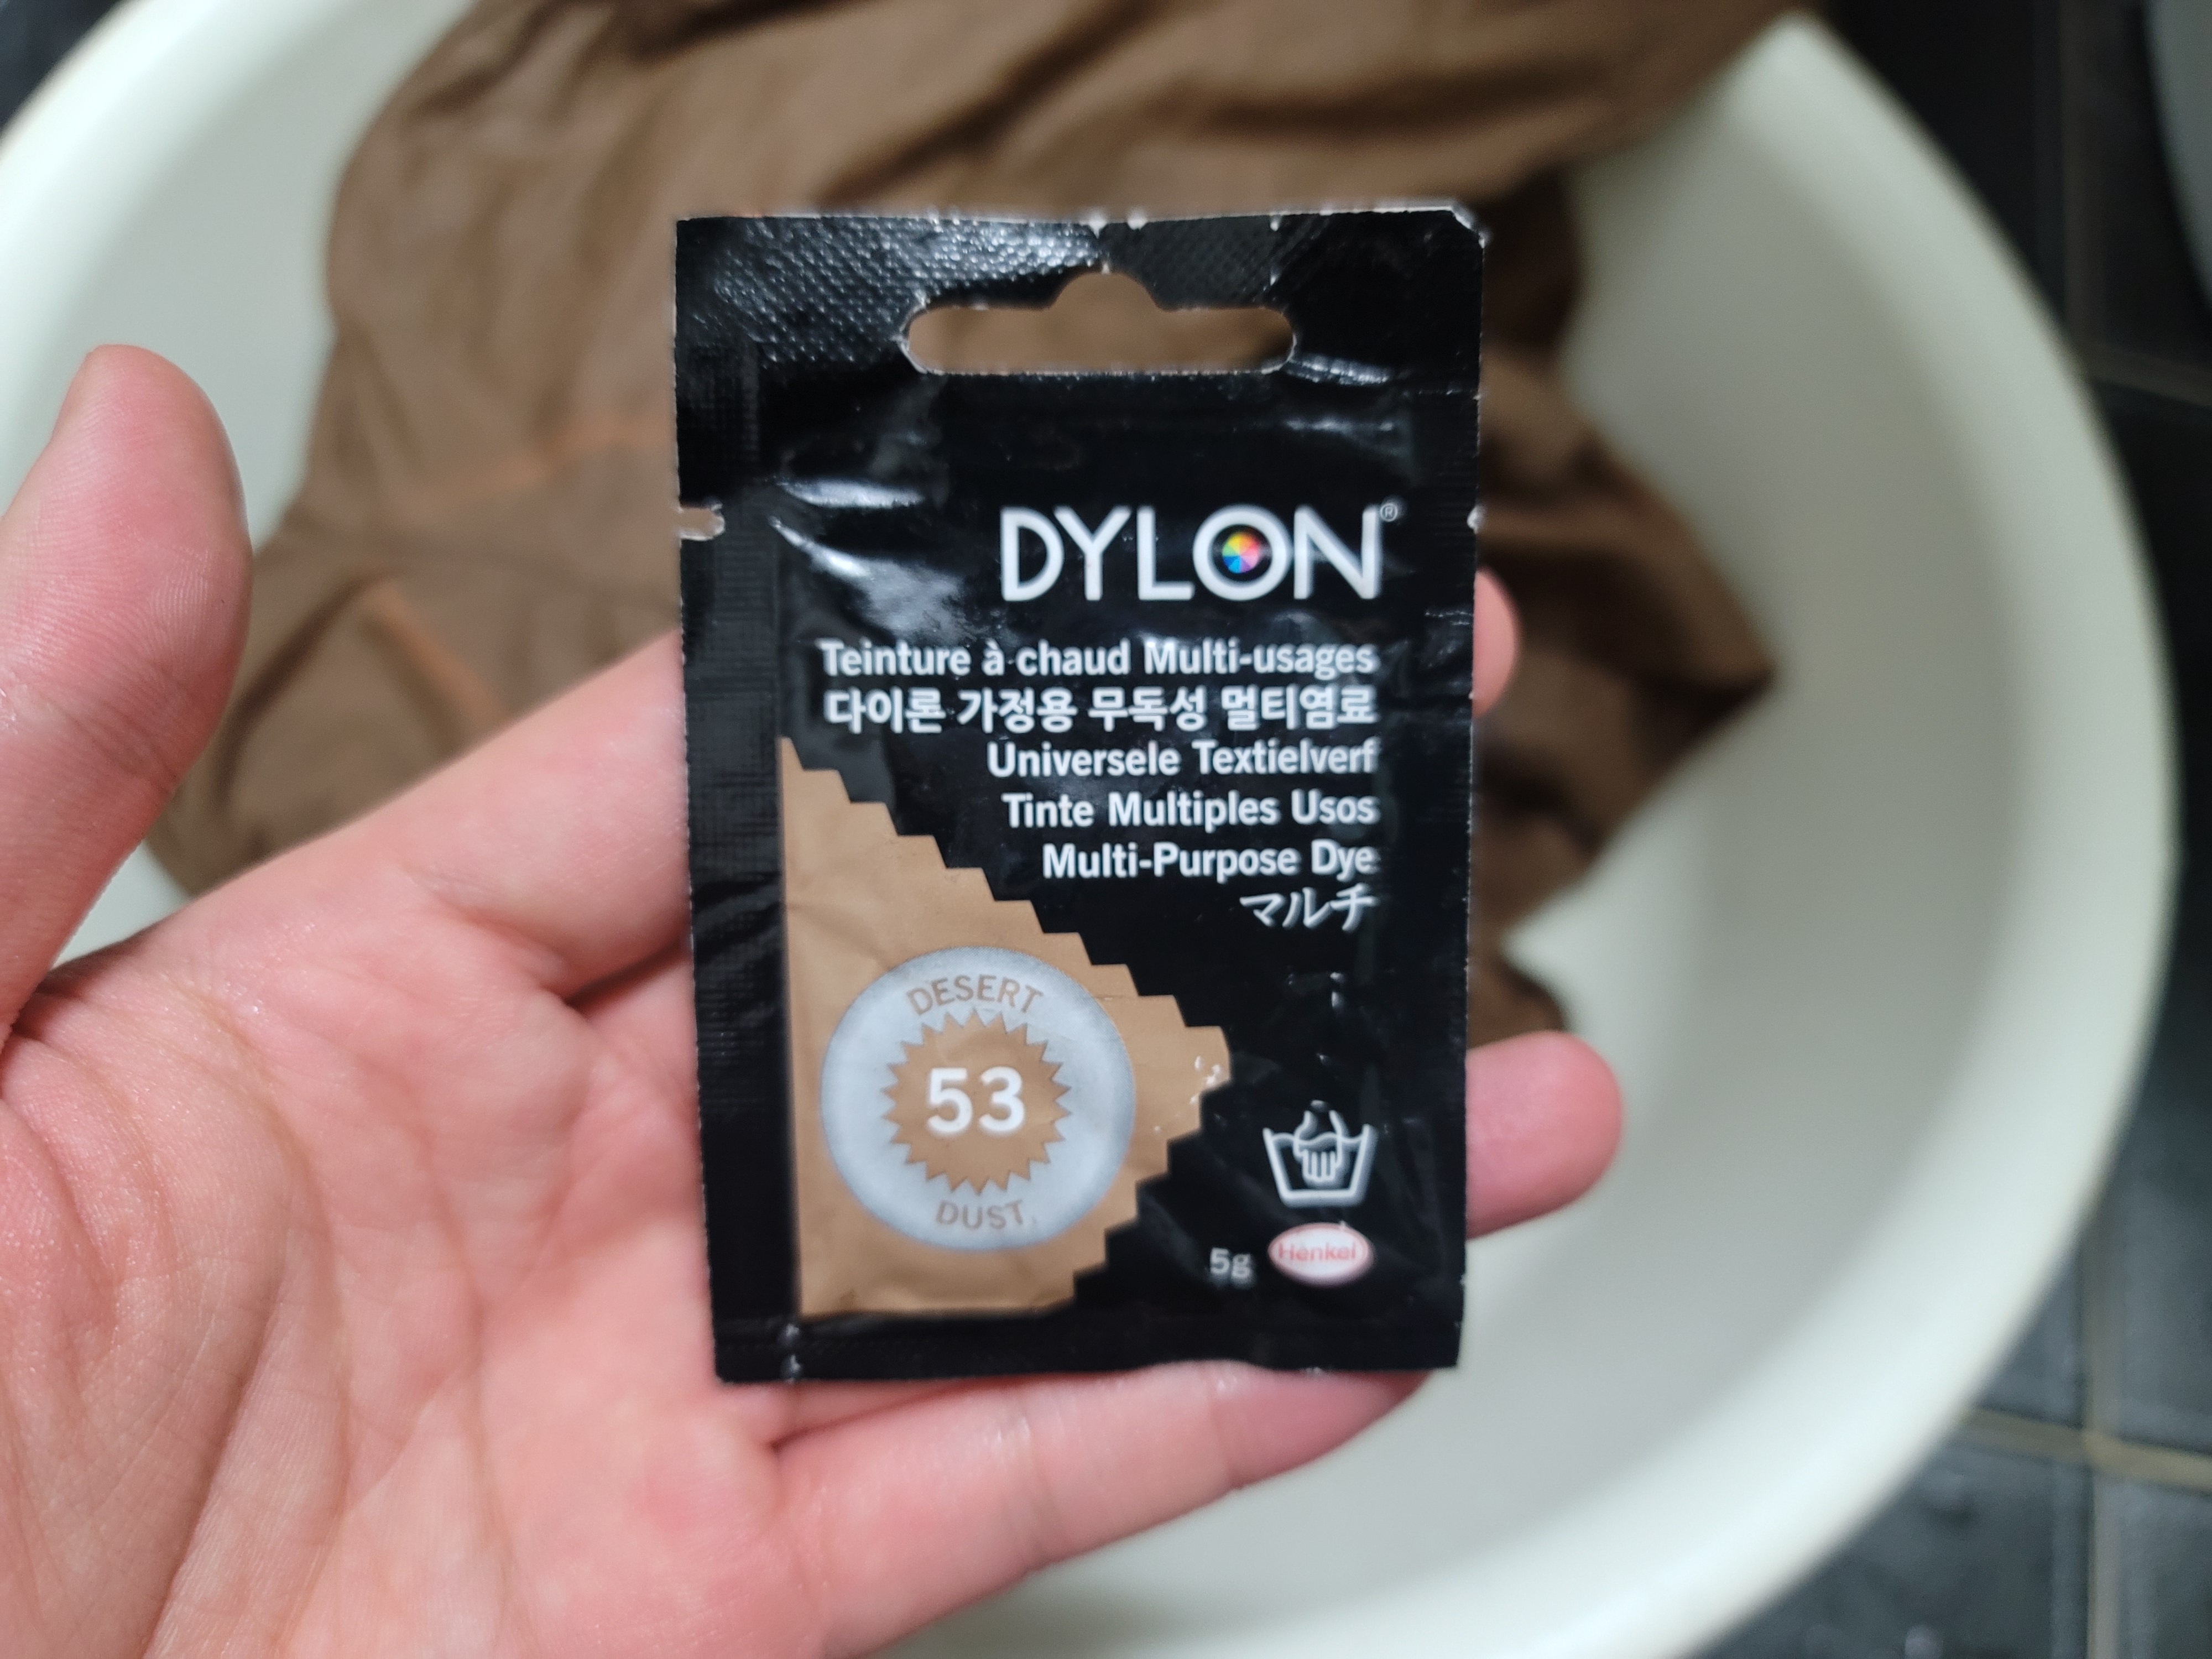 DYLON®
Teinture à chaud Multi-usages
다이론 가정용 무독성 멀티염료
Universele Textielverf
Tinte Multiples Usos
Multi-Purpose Dye
マルチ
DESERT
53
DUST
5g
Henkel